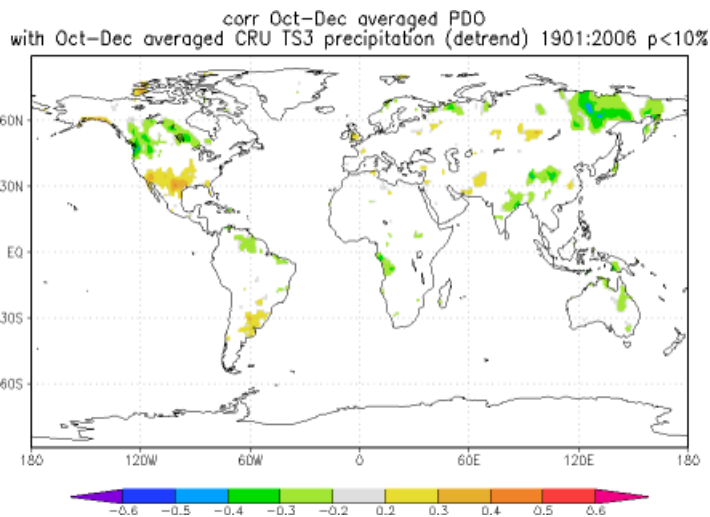 corr Oct-Dec averaged PDO
with Oct-Dec averaged CRU TS3 precipitation (detrend) 1901:2006 p<10%
60N
30N
EQ
30S
60S
180 120W 60W 0 60E 120E 180
-0.6 -0.5 -0.4 -0.3 -0.2 0.2 0.3 0.4 0.5 0.6